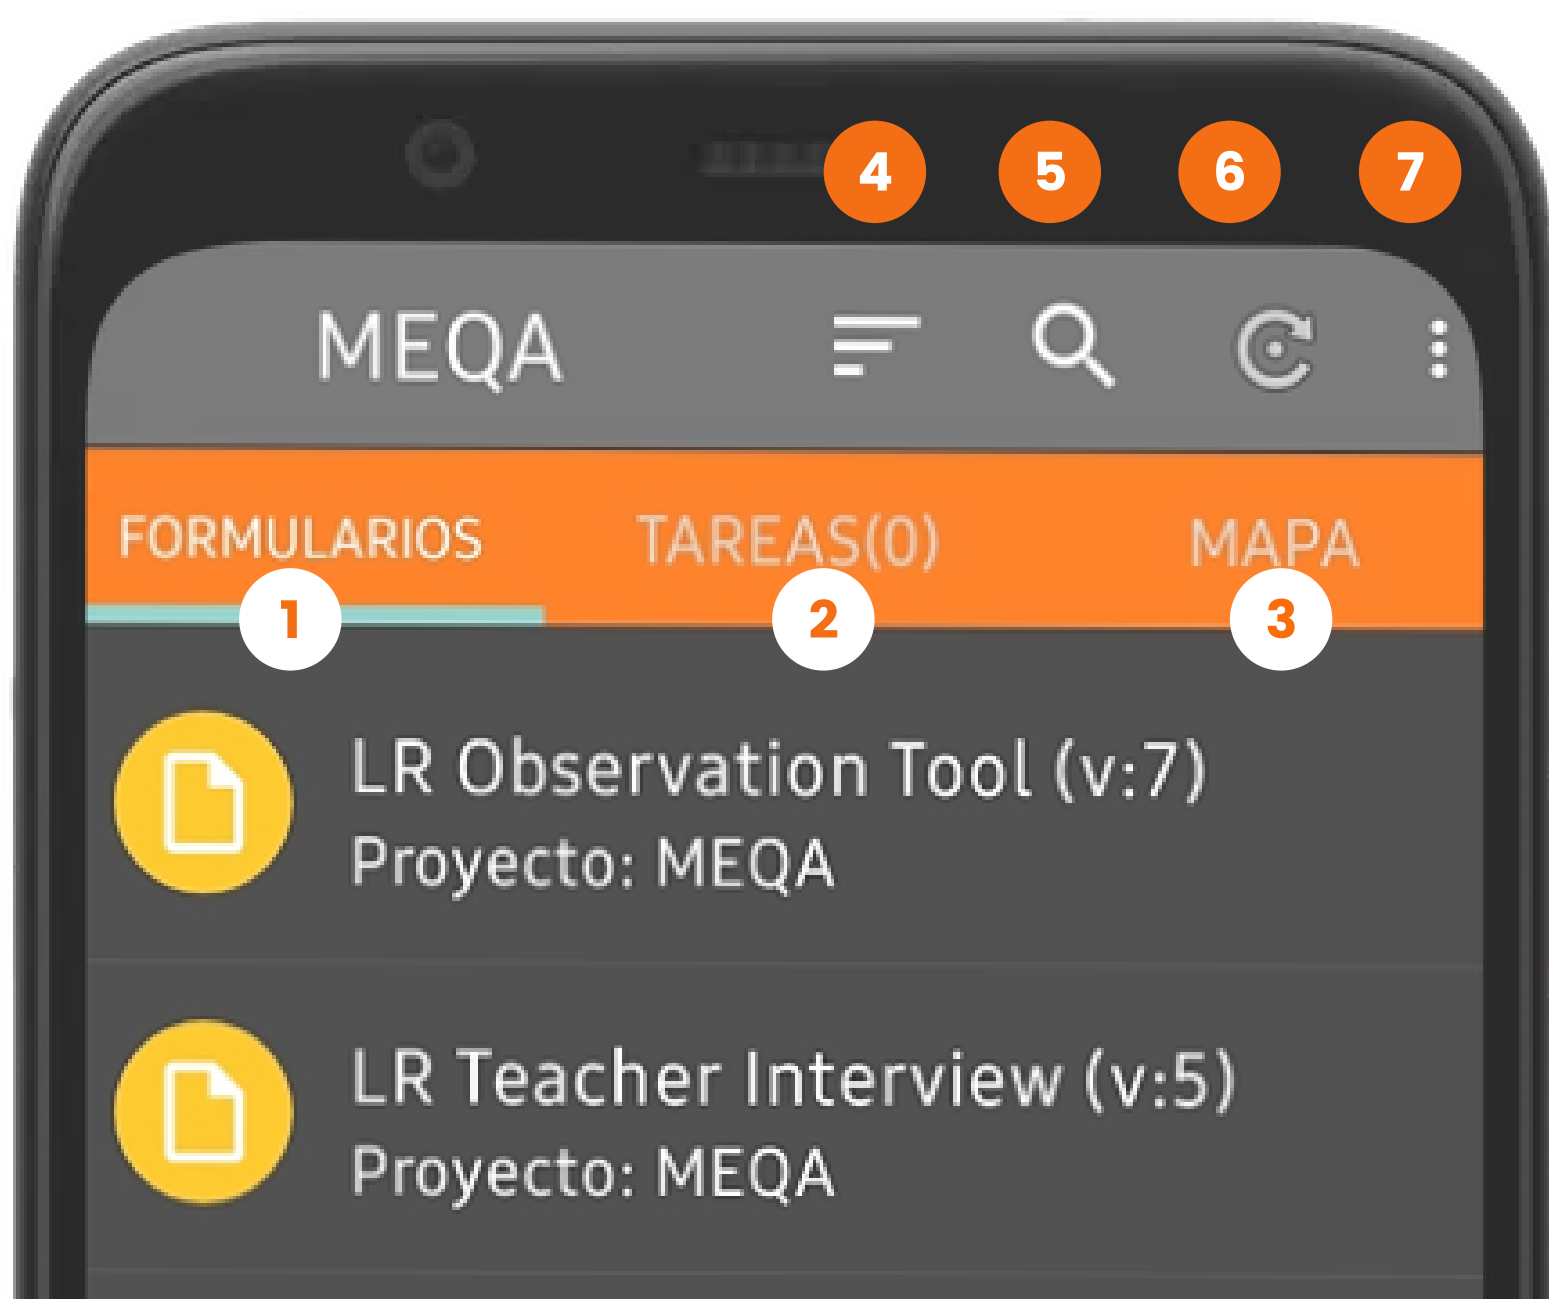 4 5 6 7
MEQA
FORMULARIOS TAREAS(0) MAPA
1 2 3
LR Observation Tool (v:7)
Proyecto: MEQA
LR Teacher Interview (v:5)
Proyecto: MEQA